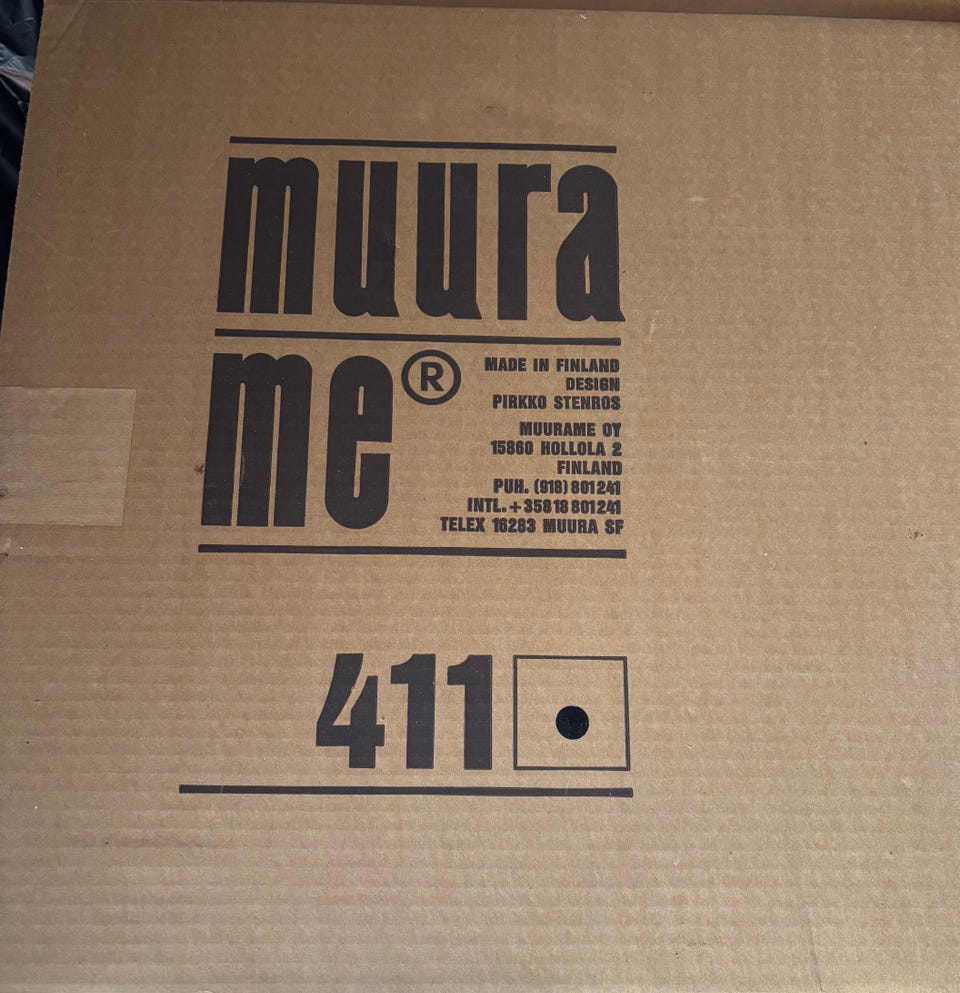 muura
me®
MADE IN FINLAND
DESIGN
PIRKKO STENROS
MUURAME OY
15860 HOLLOLA 2
FINLAND
PUH. (918) 801241
INTL. +358 18 801241
TELEX 16283 MUURA SF
411